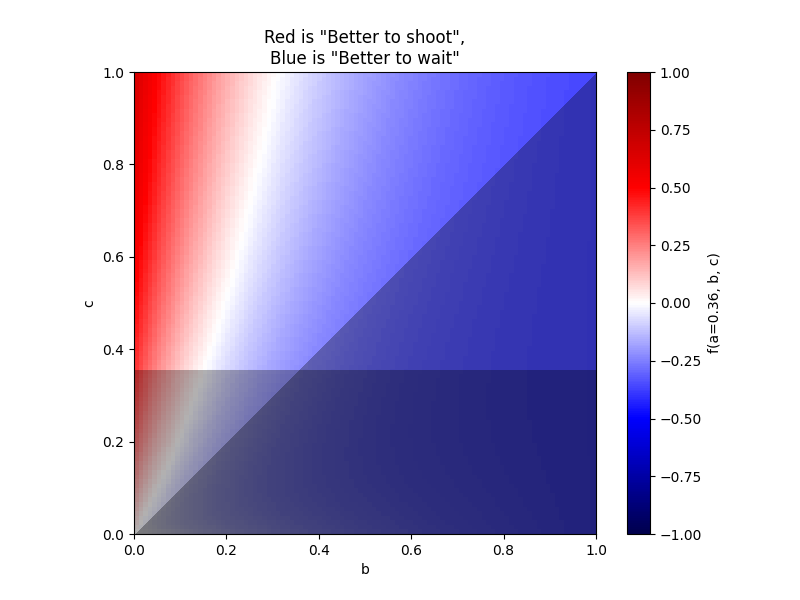 Red is "Better to shoot",
Blue is "Better to wait"
1.0
0.8
0.6
0.4
0.2
0.0
c
0.0 0.2 0.4 0.6 0.8 1.0
b
1.00
0.75
0.50
0.25
0.00
−0.25
−0.50
−0.75
−1.00
f(a=0.36, b, c)